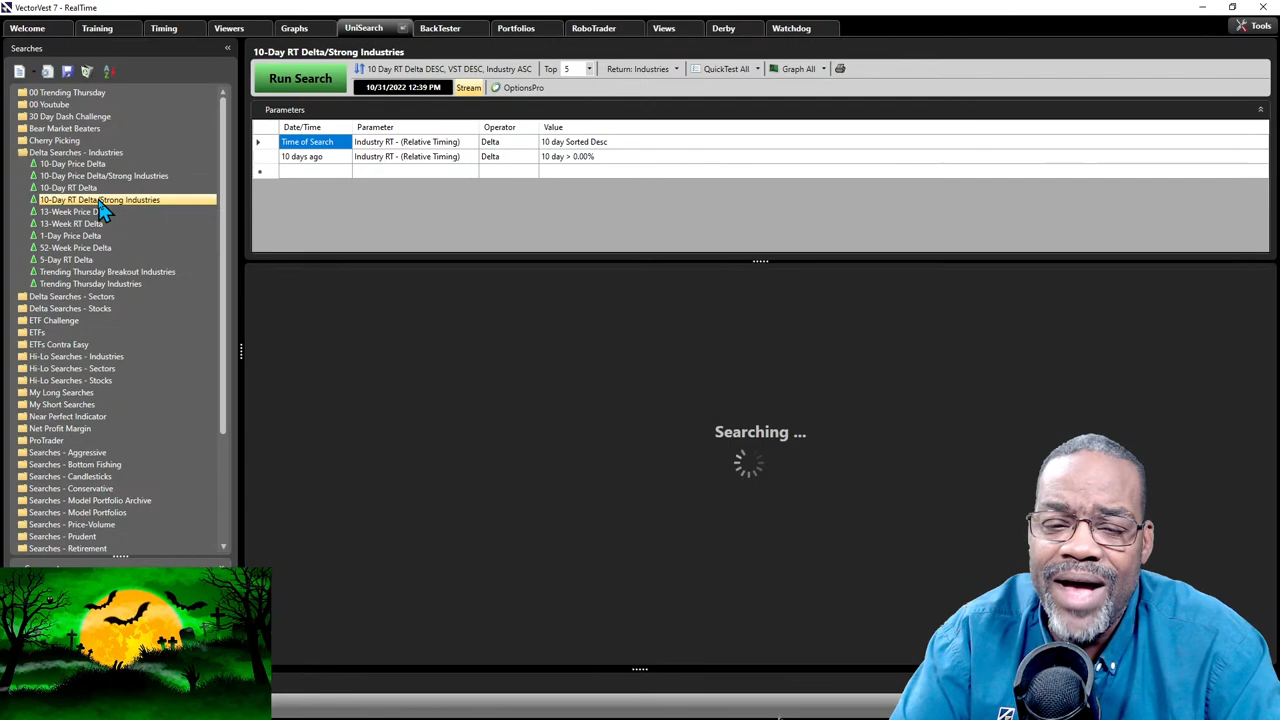 VectorVest 7 - RealTime
Welcome
Training
Timing
Viewers
Graphs
UniSearch
BackTester
Portfolios
RoboTrader
Views
Derby
Watchdog
Tools
Searches
00 Trending Thursday
00 Youtube
30 Day Dash Challenge
Bear Market Beaters
Cherry Picking
Delta Searches - Industries
10-Day Price Delta
10-Day Price Delta/Strong Industries
10-Day RT Delta
10-Day RT Delta/Strong Industries
13-Week Price D
13-Week RT Delta
1-Day Price Delta
52-Week Price Delta
5-Day RT Delta
Trending Thursday Breakout Industries
Trending Thursday Industries
Delta Searches - Sectors
Delta Searches - Stocks
ETF Challenge
ETFs
ETFs Contra Easy
Hi-Lo Searches - Industries
Hi-Lo Searches - Sectors
Hi-Lo Searches - Stocks
My Long Searches
My Short Searches
Near Perfect Indicator
Net Profit Margin
ProTrader
Searches - Aggressive
Searches - Bottom Fishing
Searches - Candlesticks
Searches - Conservative
Searches - Model Portfolio Archive
Searches - Model Portfolios
Searches - Price-Volume
Searches - Prudent
Searches - Retirement
10-Day RT Delta/Strong Industries
Run Search
10 Day RT Delta DESC, VST DESC, Industry ASC
Top 5
Return: Industries
QuickTest All
Graph All
10/31/2022 12:39 PM
Stream
OptionsPro
Parameters
Date/Time Parameter Operator Value
Time of Search Industry RT - (Relative Timing) Delta 10 day Sorted Desc
10 days ago Industry RT - (Relative Timing) Delta 10 day > 0.00%
Searching ...